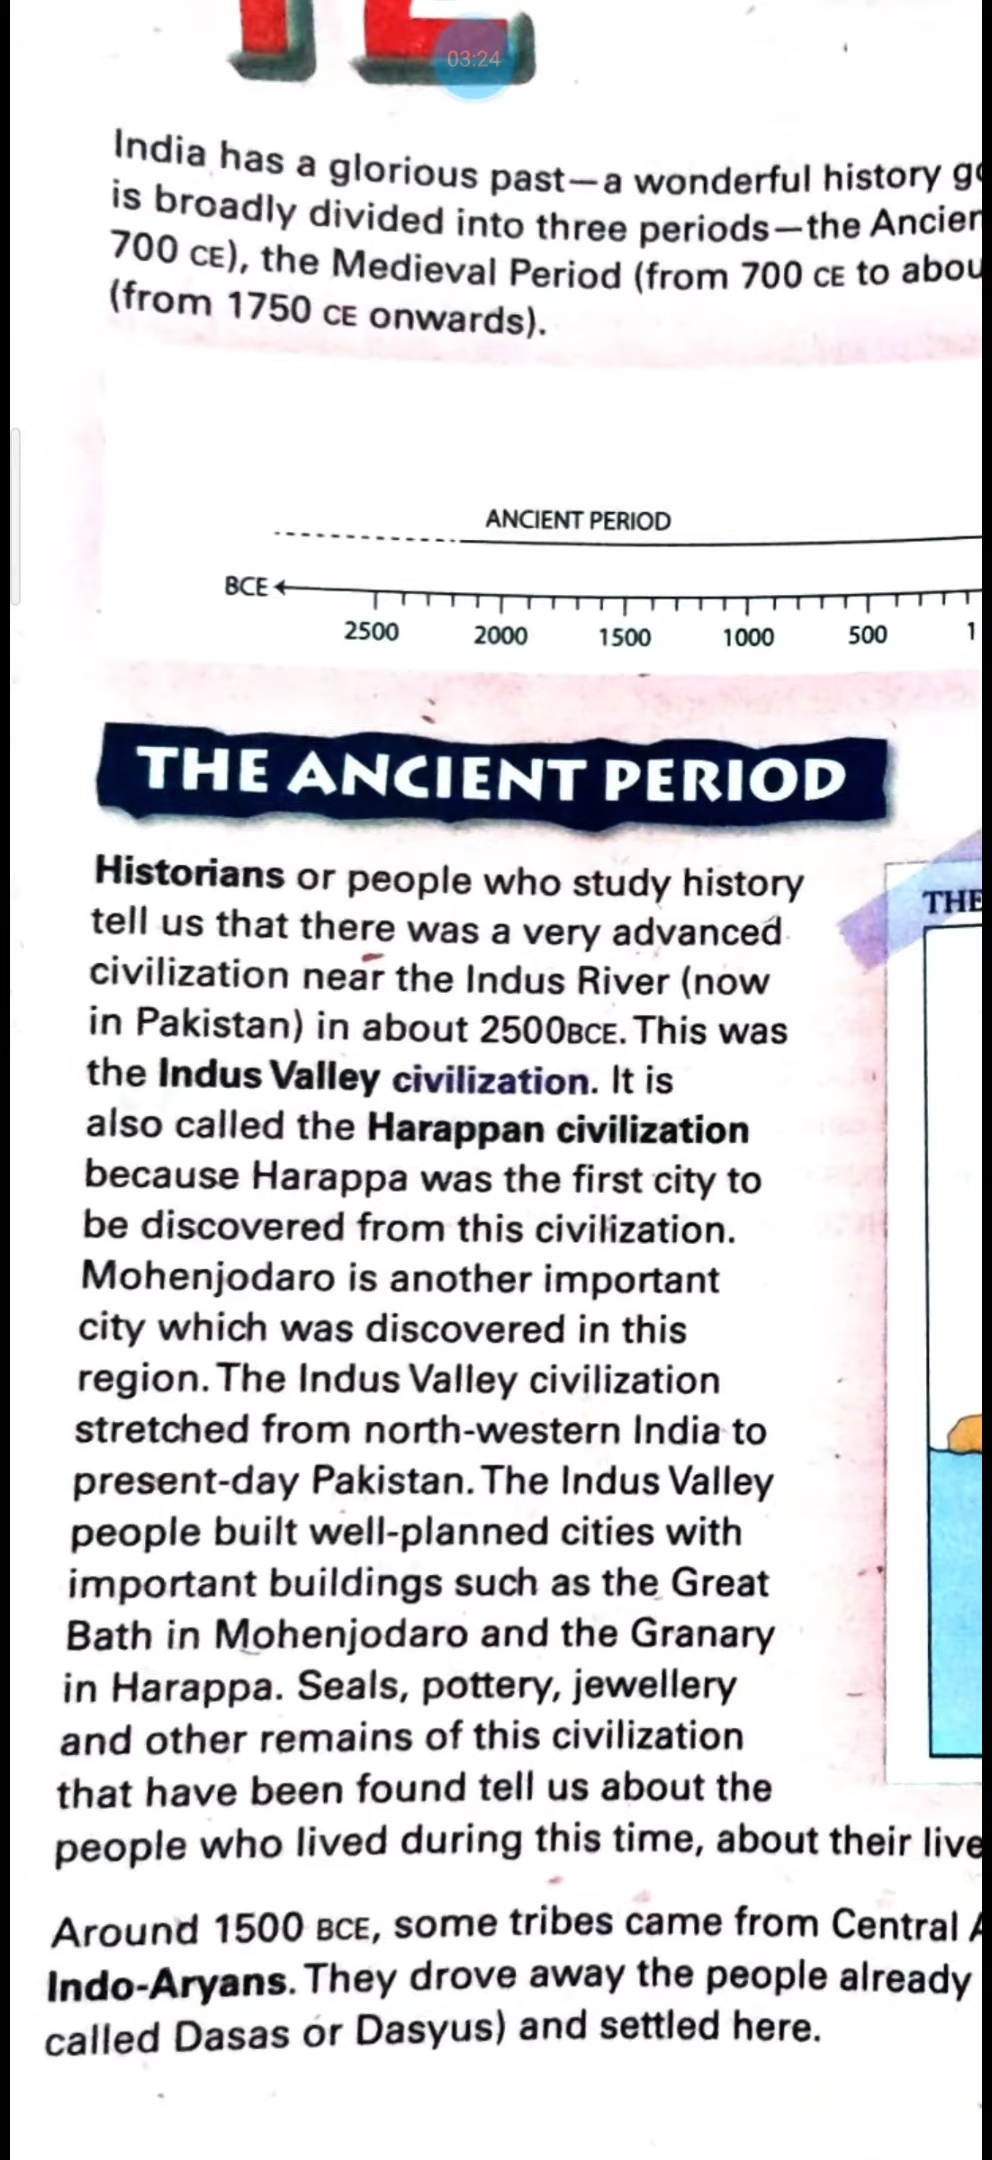 03:24
India has a glorious past—a wonderful history
is broadly divided into three periods—the
700 CE), the Medieval Period (from 700 CE to
(from 1750 CE onwards).
ANCIENT PERIOD
BCE
2500 2000 1500 1000 500 1
THE ANCIENT PERIOD
Historians or people who study history
tell us that there was a very advanced
civilization near the Indus River (now
in Pakistan) in about 2500BCE. This was
the Indus Valley civilization. It is
also called the Harappan civilization
because Harappa was the first city to
be discovered from this civilization.
Mohenjodaro is another important
city which was discovered in this
region. The Indus Valley civilization
stretched from north-western India to
present-day Pakistan. The Indus Valley
people built well-planned cities with
important buildings such as the Great
Bath in Mohenjodaro and the Granary
in Harappa. Seals, pottery, jewellery
and other remains of this civilization
that have been found tell us about the
people who lived during this time, about their
THE
Around 1500 BCE, some tribes came from Central
Indo-Aryans. They drove away the people already
called Dasas or Dasyus) and settled here.